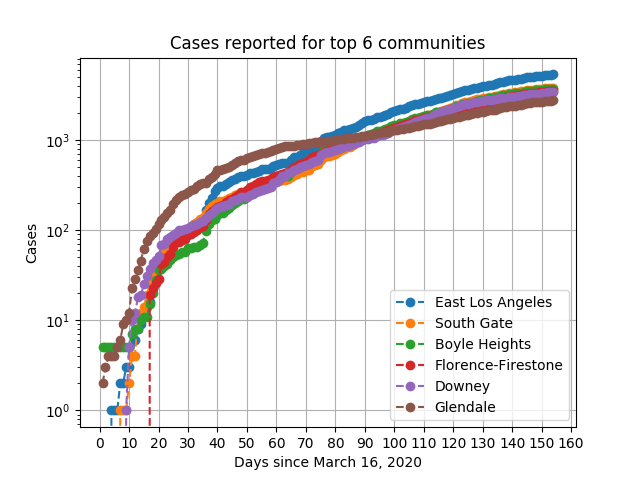 Cases reported for top 6 communities
Cases
10³
10²
10¹
10⁰
East Los Angeles
South Gate
Boyle Heights
Florence-Firestone
Downey
Glendale
0 10 20 30 40 50 60 70 80 90 100 110 120 130 140 150 160
Days since March 16, 2020